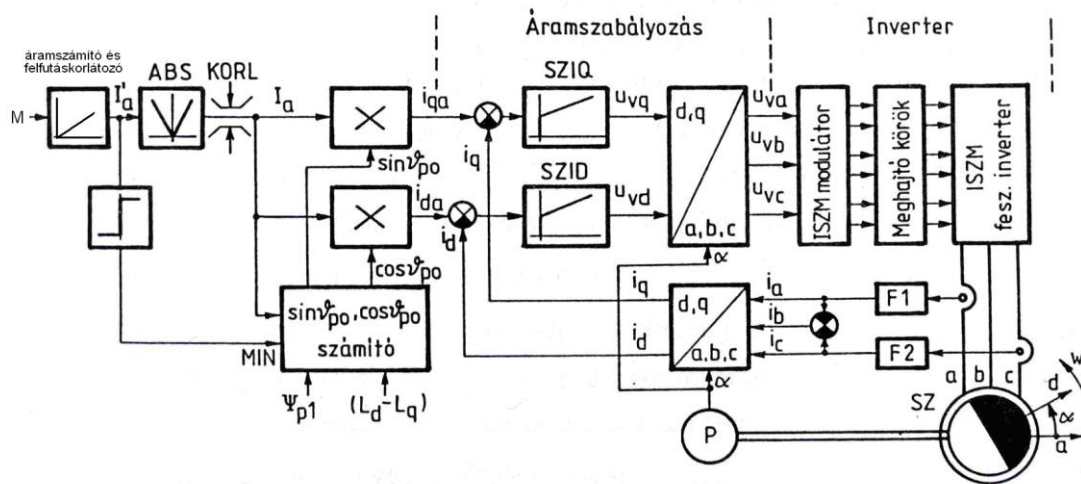 Áramszabályozás
Inverter
áramszámító és
felfutáskorlátozó
ABS
KORL
SZIQ
M
I'a
Ia
iqa
uvq
d,q
uva
uvb
uvc
a,b,c
α
iq
sinϑpo
SZID
ida
id
uvd
cosϑpo
ISZM modulátor
Meghajtó körök
ISZM
fesz. inverter
sinϑpo, cosϑpo
számító
MIN
Ψp1
(Ld-Lq)
iq
id
d,q
a,b,c
α
ia
ib
ic
F1
F2
a
b
c
SZ
P
w
d
α
a